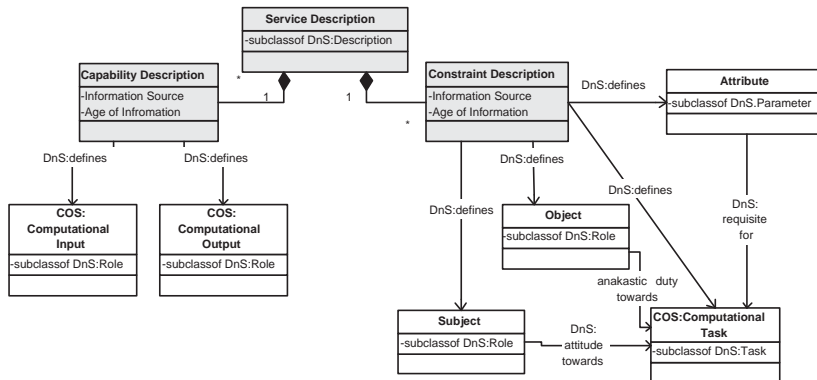 Service Description
-subclassof DnS:Description
Capability Description
-Information Source
-Age of Infromation
*
1
1
*
Constraint Description
-Information Source
-Age of Information
DnS:defines
Attribute
-subclassof DnS.Parameter
DnS:defines
DnS:defines
DnS:defines
DnS:defines
DnS:defines
DnS:
requisite
for
COS:
Computational
Input
-subclassof DnS:Role
COS:
Computational
Output
-subclassof DnS:Role
Object
-subclassof DnS:Role
anakastic duty
towards
Subject
-subclassof DnS:Role
DnS:
attitude
towards
COS:Computational
Task
-subclassof DnS:Task